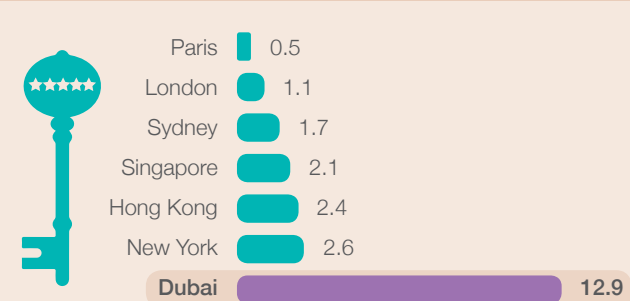 Paris 0.5
London 1.1
Sydney 1.7
Singapore 2.1
Hong Kong 2.4
New York 2.6
Dubai 12.9